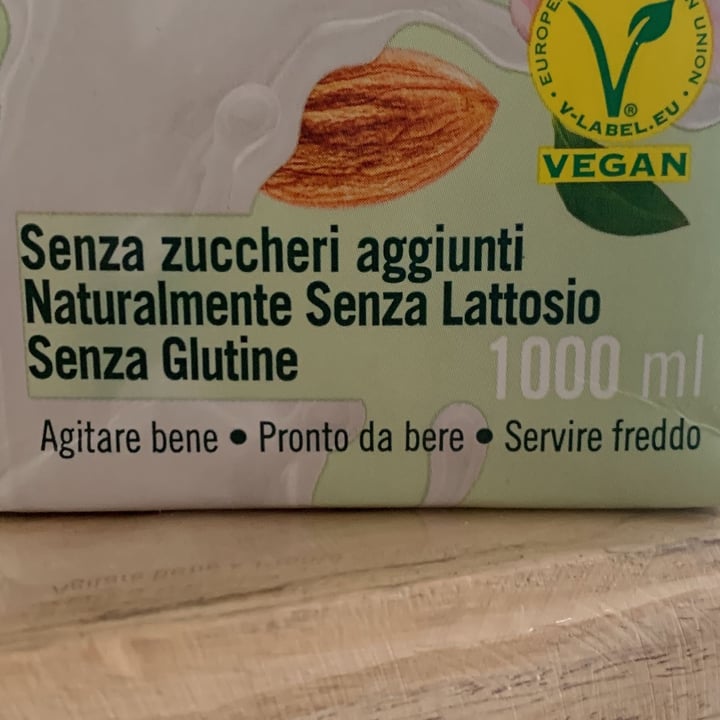 EUROPE
N UNION
V-LABEL.EU
®
VEGAN
Senza zuccheri aggiunti
Naturalmente Senza Lattosio
Senza Glutine
1000 ml
Agitare bene • Pronto da bere • Servire freddo